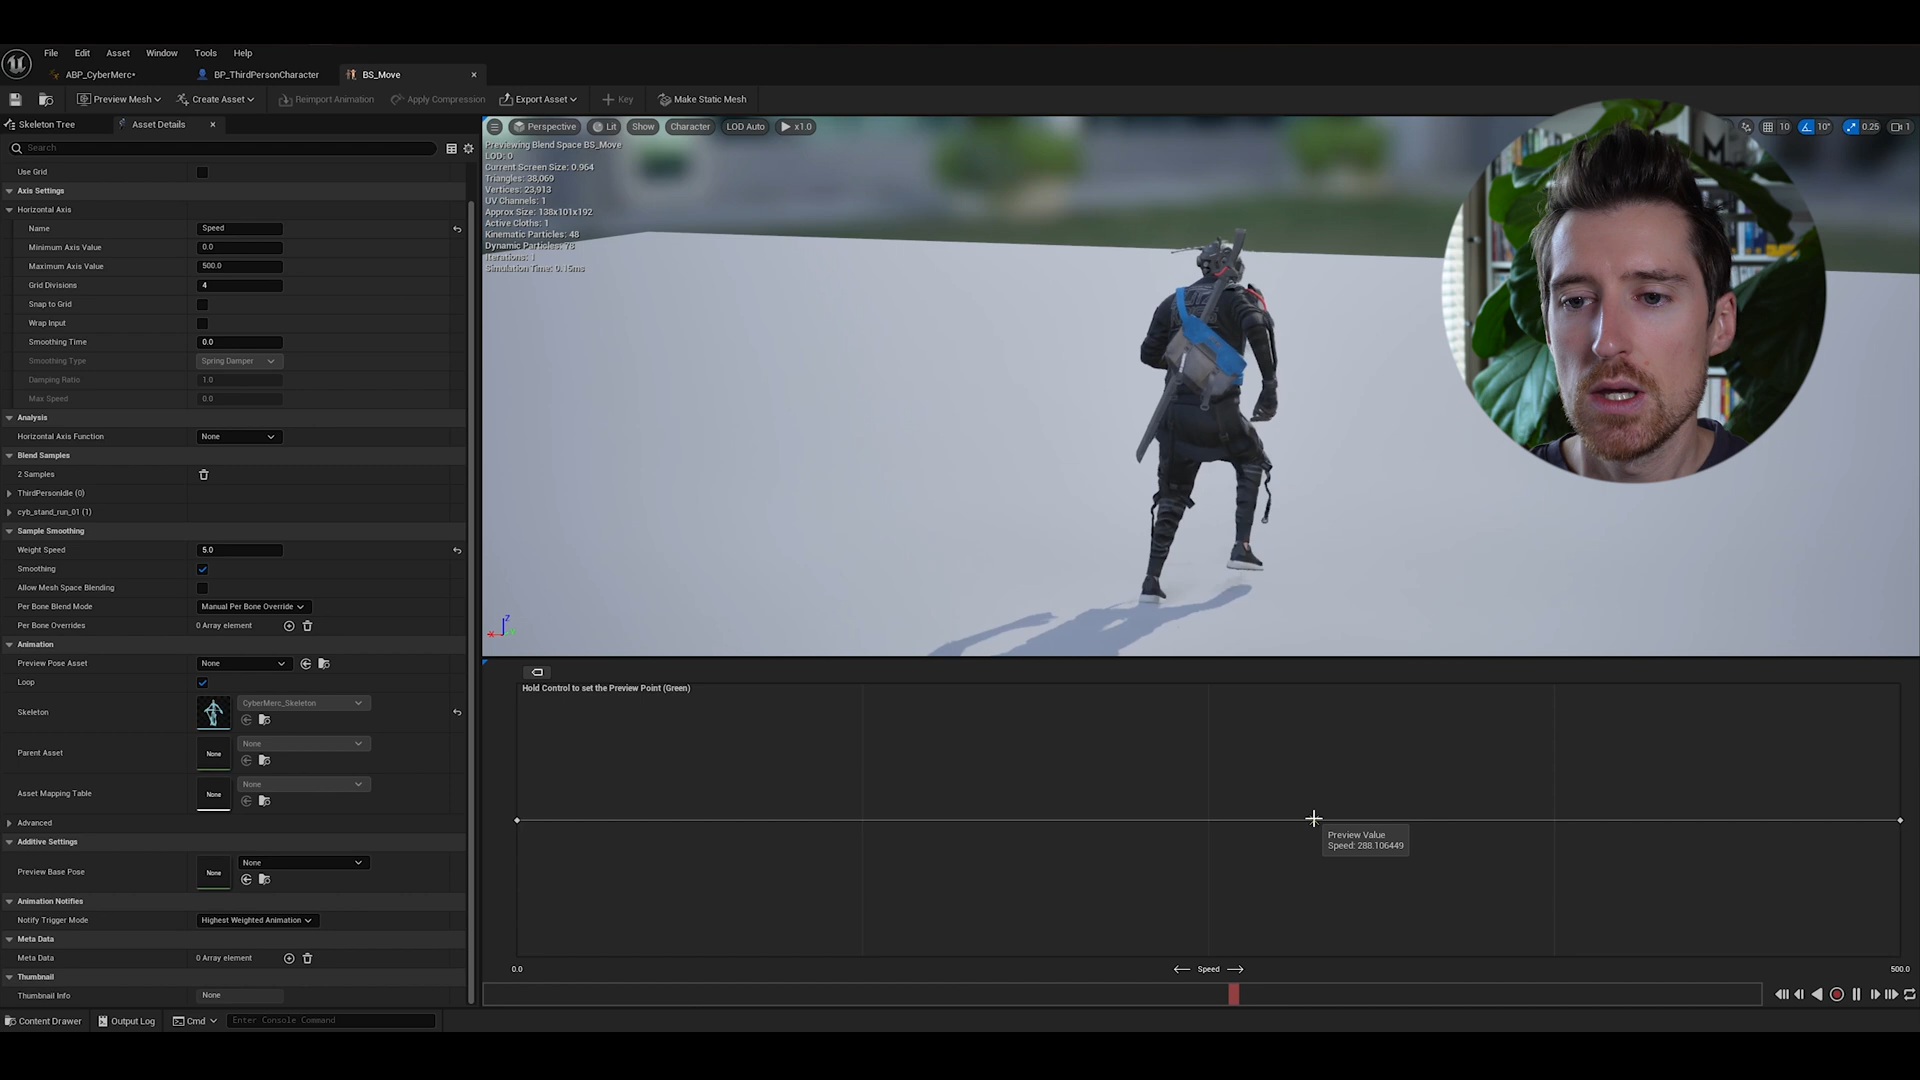 File Edit Asset Window Tools Help
ABP_CyberMerc• BP_ThirdPersonCharacter BS_Move
Preview Mesh Create Asset Reimport Animation Apply Compression Export Asset Key Make Static Mesh
Skeleton Tree Asset Details
Search
Use Grid
Axis Settings
Horizontal Axis
Name Speed
Minimum Axis Value 0.0
Maximum Axis Value 500.0
Grid Divisions 4
Snap to Grid
Wrap Input
Smoothing Time 0.0
Smoothing Type Spring Damper
Damping Ratio 1.0
Max Speed 0.0
Analysis
Horizontal Axis Function None
Blend Samples
2 Samples
ThirdPersonIdle (0)
cyb_stand_run_01 (1)
Sample Smoothing
Weight Speed 5.0
Smoothing
Allow Mesh Space Blending
Per Bone Blend Mode Manual Per Bone Override
Per Bone Overrides 0 Array element
Animation
Preview Pose Asset None
Loop
Skeleton CyberMerc_Skeleton
Parent Asset None None
Asset Mapping Table None None
Advanced
Additive Settings
Preview Base Pose None None
Animation Notifies
Notify Trigger Mode Highest Weighted Animation
Meta Data
Meta Data 0 Array element
Thumbnail
Thumbnail Info None
Perspective Lit Show Character LOD Auto x1.0 10 10° 0.25 1
Previewing Blend Space BS_Move
LOD: 0
Current Screen Size: 0.964
Triangles: 38,069
Vertices: 23,913
UV Channels: 1
Approx Size: 138x101x192
Active Cloths: 1
Kinematic Particles: 48
Dynamic Particles: 78
Iterations: 1
Simulation Time: 0.15ms
Z
X
Hold Control to set the Preview Point (Green)
Preview Value
Speed: 288.106449
0.0 Speed 500.0
Content Drawer Output Log Cmd Enter Console Command